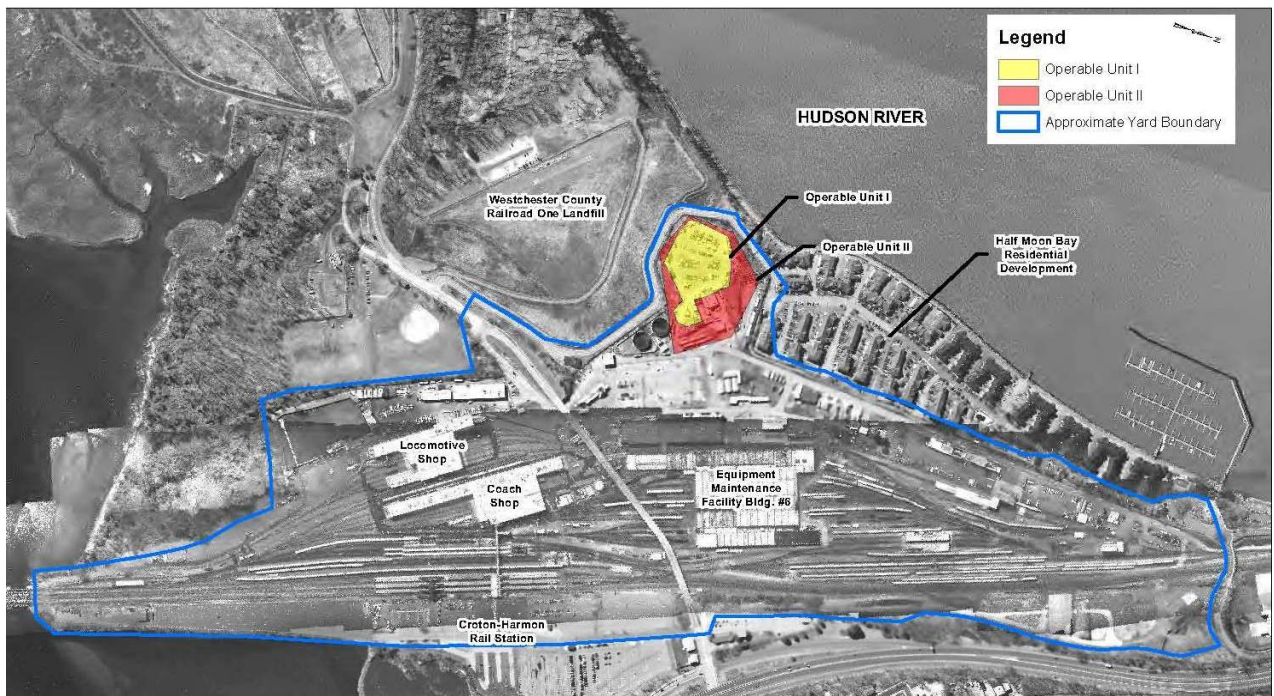 Legend
N
Operable Unit I
Operable Unit II
Approximate Yard Boundary
HUDSON RIVER
Westchester County
Railroad One Landfill
Operable Unit I
Operable Unit II
Half Moon Bay
Residential
Development
Locomotive
Shop
Coach
Shop
Equipment
Maintenance
Facility Bldg. #6
Croton-Harmon
Rail Station